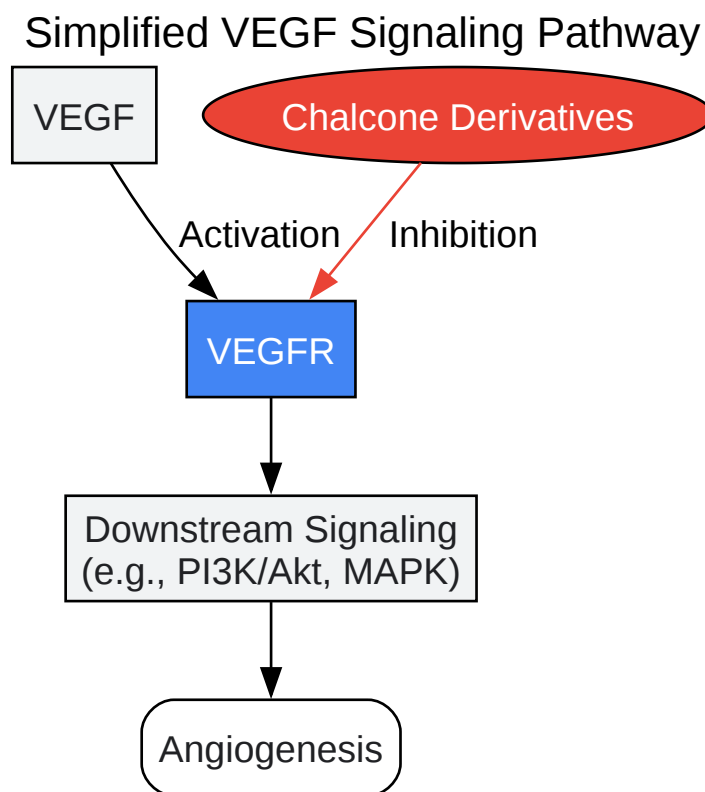 Simplified VEGF Signaling Pathway
VEGF
Chalcone Derivatives
Activation
Inhibition
VEGFR
Downstream Signaling
(e.g., PI3K/Akt, MAPK)
Angiogenesis